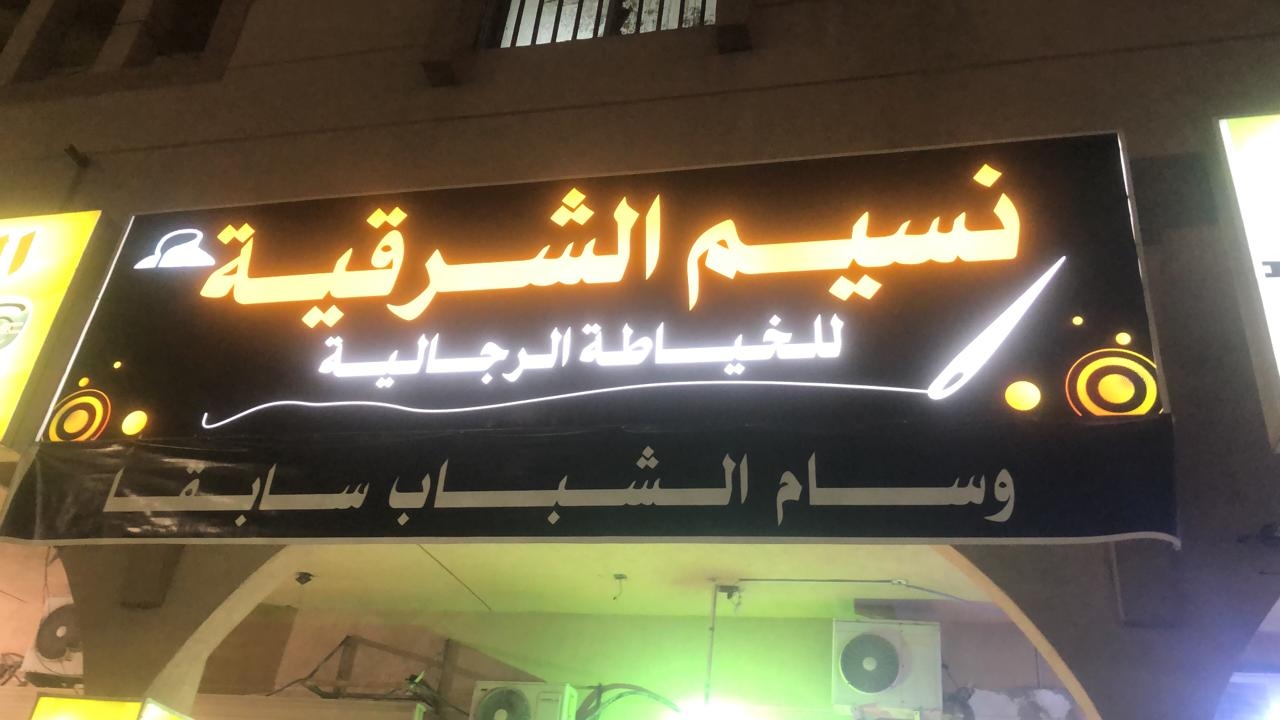 نسيم الشرقية
للخياطة الرجالية
وسام الشباب سابقا